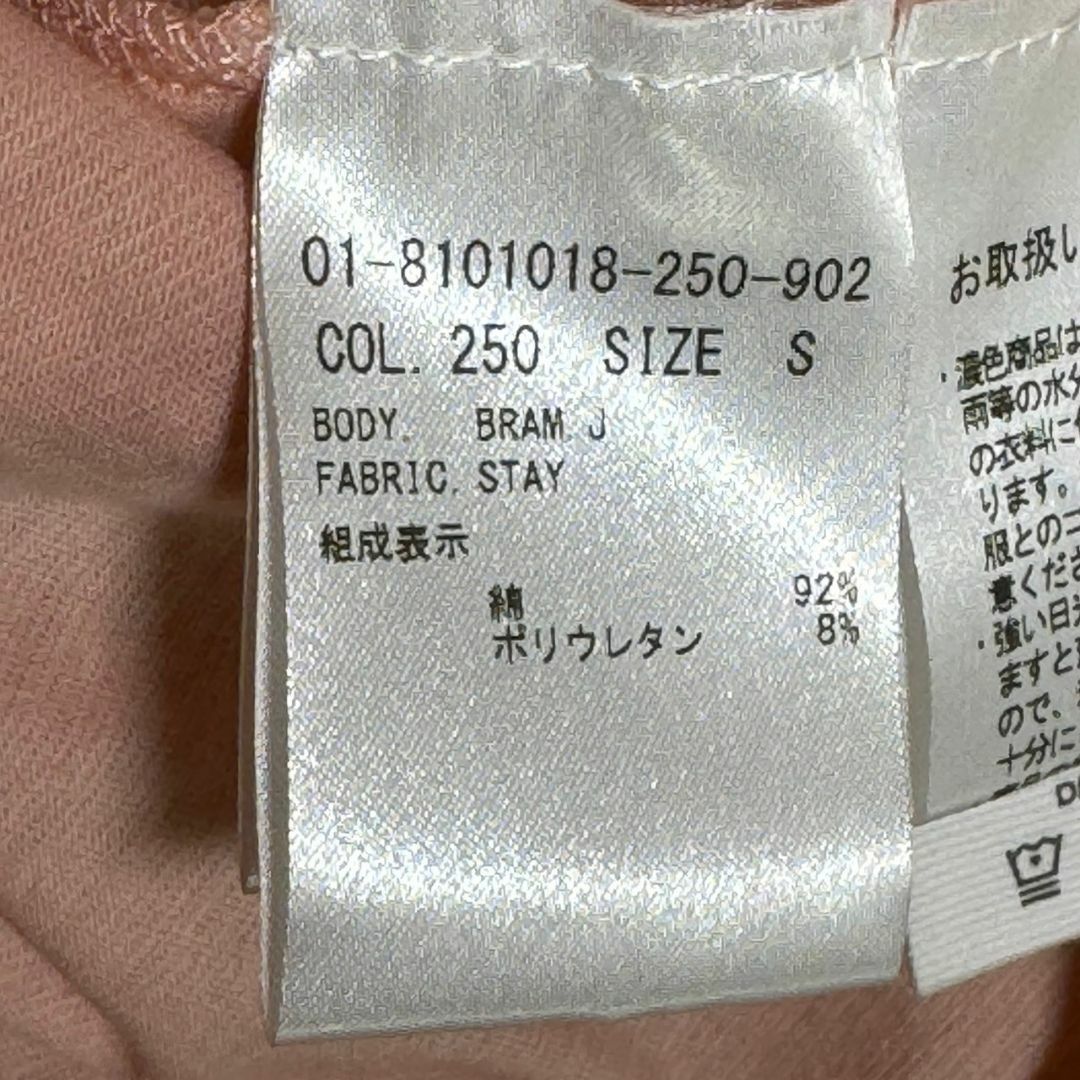 01-8101018-250-902
COL. 250 SIZE S
BODY. BRAM J
FABRIC. STAY
組成表示
綿 92%
ポリウレタン 8%
お取扱い
・濃色商品は
雨等の水分
の衣料に
ります。
服とのコ
意くださ
・強い日
ますと
ので、
十分に